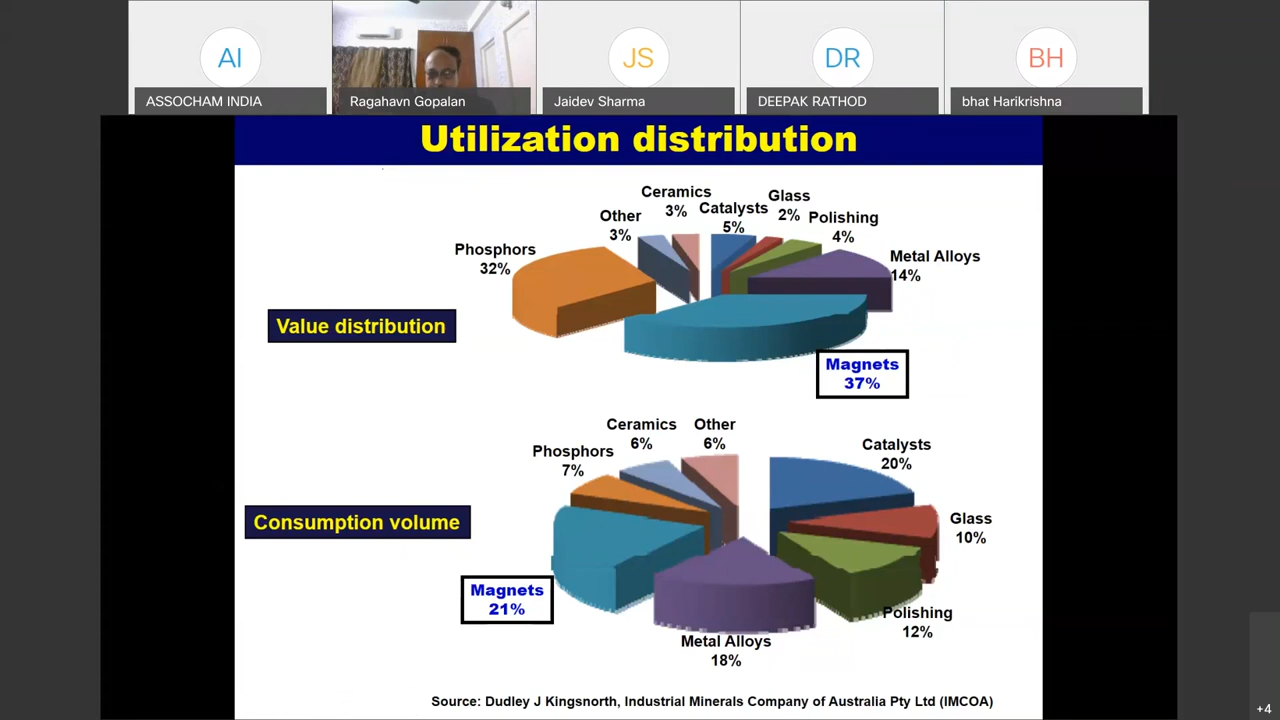 AI
JS
DR
BH
ASSOCHAM INDIA
Ragahavn Gopalan
Jaidev Sharma
DEEPAK RATHOD
bhat Harikrishna
Utilization distribution
Ceramics
3%
Catalysts
5%
Glass
2%
Polishing
4%
Other
3%
Phosphors
32%
Metal Alloys
14%
Value distribution
Magnets
37%
Ceramics
6%
Other
6%
Catalysts
20%
Phosphors
7%
Consumption volume
Glass
10%
Magnets
21%
Polishing
12%
Metal Alloys
18%
Source: Dudley J Kingsnorth, Industrial Minerals Company of Australia Pty Ltd (IMCOA)
+4